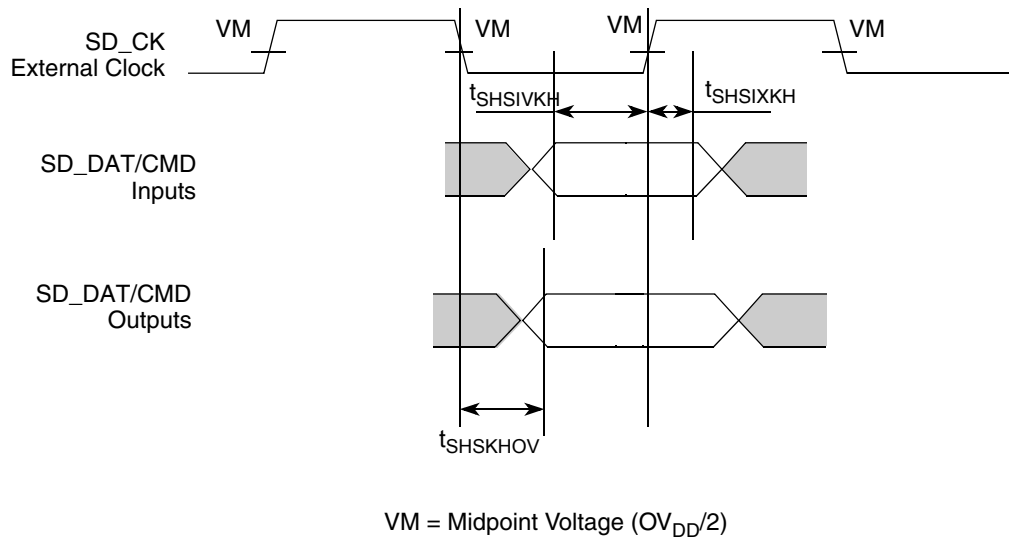 VM VM VM VM
SD_CK
External Clock
tSHSIVKH tSHSIXKH
SD_DAT/CMD
Inputs
SD_DAT/CMD
Outputs
tSHSKHOV
VM = Midpoint Voltage (OVDD/2)